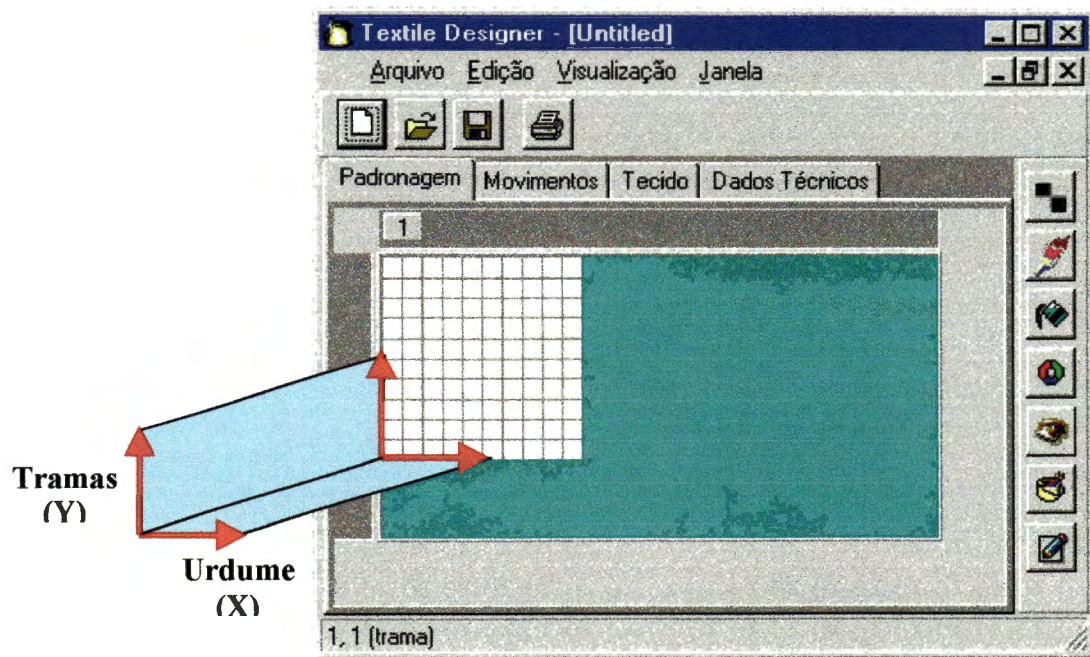 Textile Designer - [Untitled]
Arquivo Edição Visualização Janela
Padronagem Movimentos Tecido Dados Técnicos
1
Tramas
(Y)
Urdume
(X)
1, 1 (trama)